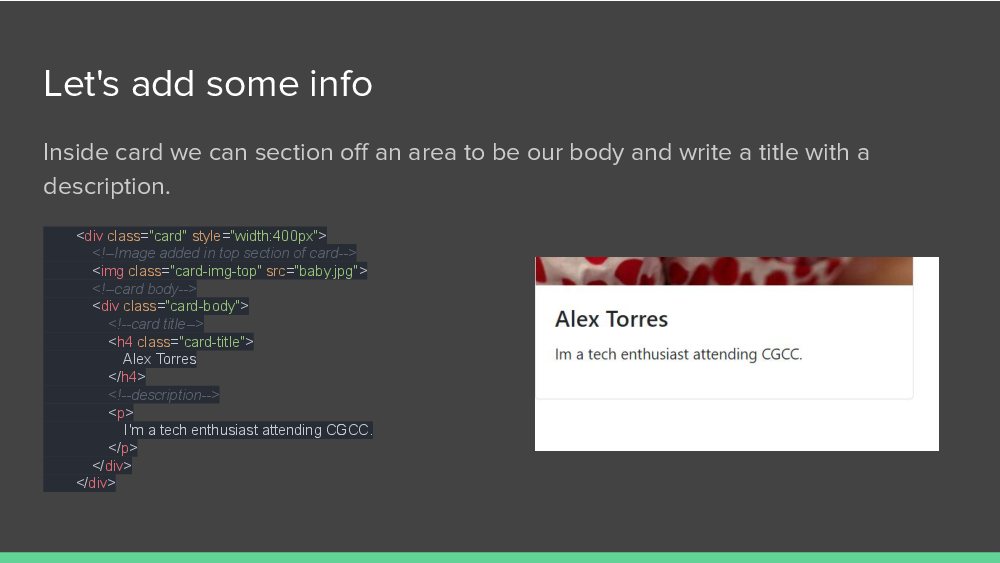 Let's add some info
Inside card we can section off an area to be our body and write a title with a
description.
<div class="card" style="width:400px">
<!--Image added in top section of card-->
<img class="card-img-top" src="baby.jpg">
<!--card body-->
<div class="card-body">
<!--card title-->
<h4 class="card-title">
Alex Torres
</h4>
<!--description-->
<p>
I'm a tech enthusiast attending CGCC.
</p>
</div>
</div>
Alex Torres
Im a tech enthusiast attending CGCC.